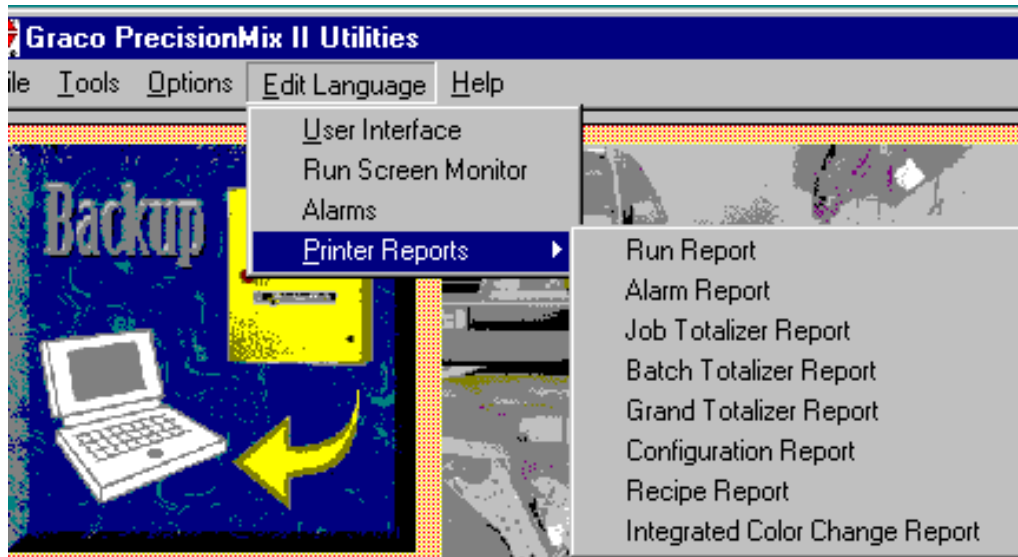 Graco PrecisionMix II Utilities
ile Tools Options Edit Language Help
User Interface
Run Screen Monitor
Alarms
Printer Reports
Run Report
Alarm Report
Job Totalizer Report
Batch Totalizer Report
Grand Totalizer Report
Configuration Report
Recipe Report
Integrated Color Change Report
Backup